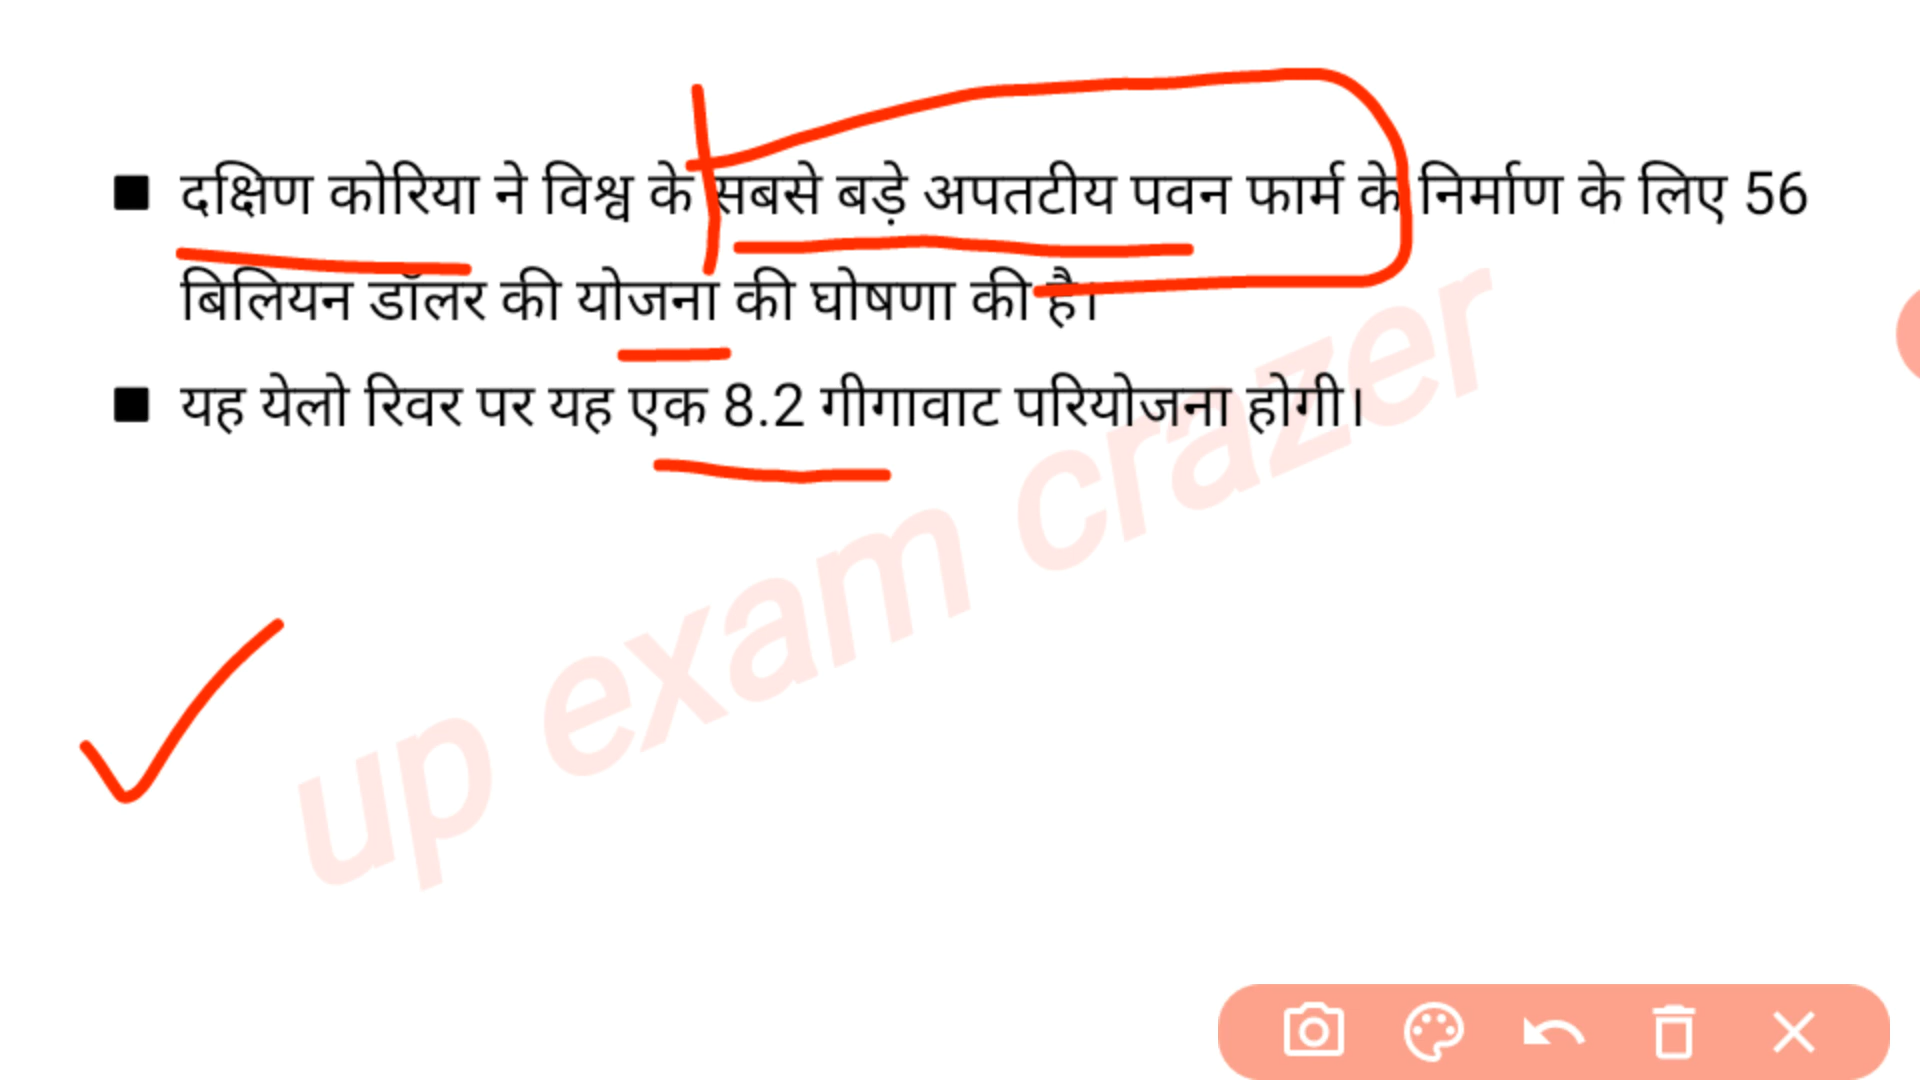 ■ दक्षिण कोरिया ने विश्व के सबसे बड़े अपतटीय पवन फार्म के निर्माण के लिए 56
बिलियन डॉलर की योजना की घोषणा की है।
■ यह येलो रिवर पर यह एक 8.2 गीगावाट परियोजना होगी।
up exam crazer